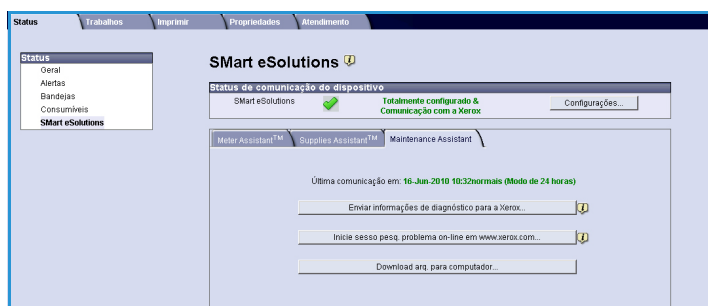 Status Trabalhos Imprimir Propriedades Atendimento
Status
Geral
Alertas
Bandejas
Consumíveis
SMart eSolutions
SMart eSolutions
Status de comunicação do dispositivo
SMart eSolutions
Totalmente configurado &
Comunicação com a Xerox
Configurações...
Meter Assistant™ Supplies Assistant™ Maintenance Assistant
Última comunicação em: 16-Jun-2010 10:32normais (Modo de 24 horas)
Enviar informações de diagnóstico para a Xerox...
Inicie sesso pesq. problema on-line em www.xerox.com...
Download arq. para computador...